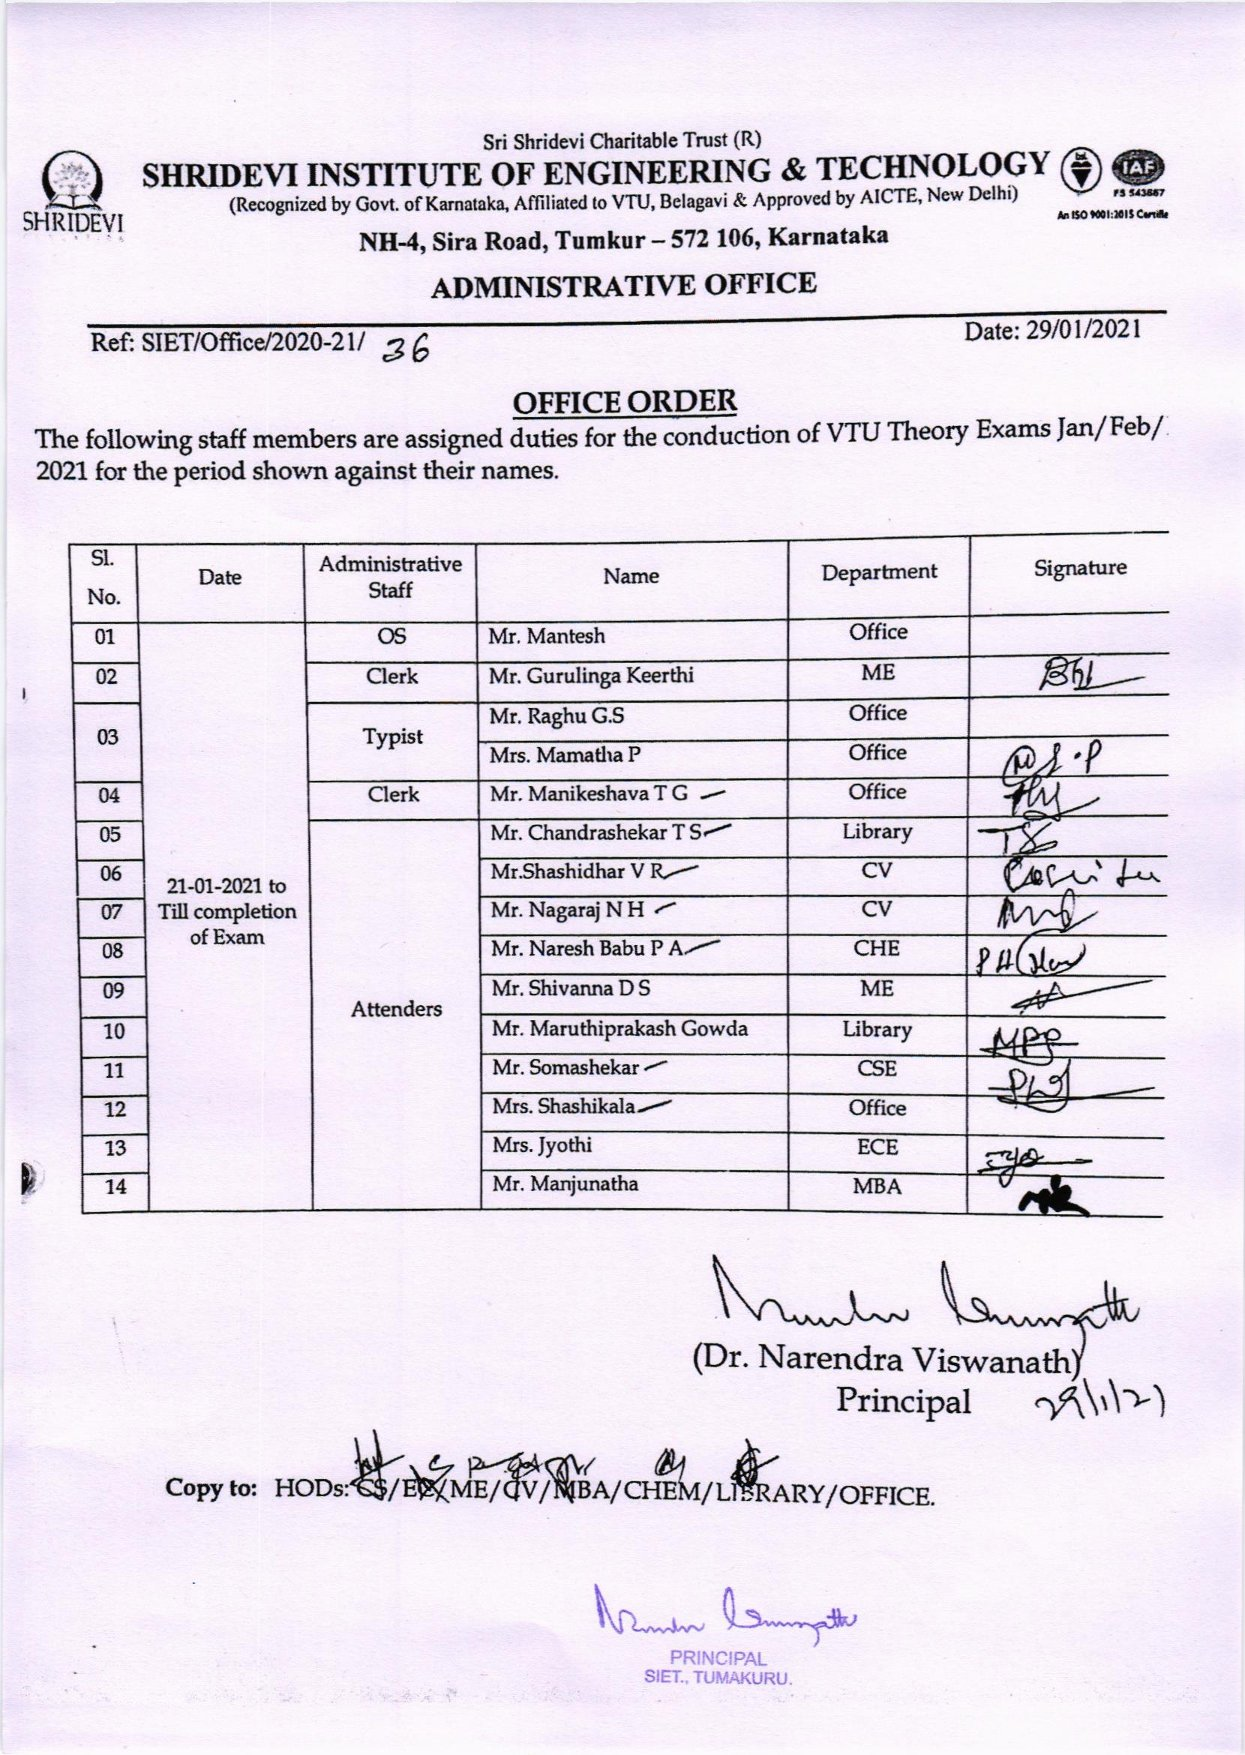 Sri Shridevi Charitable Trust (R)
SHRIDEVI INSTITUTE OF ENGINEERING & TECHNOLOGY
(Recognized by Govt. of Karnataka, Affiliated to VTU, Belagavi & Approved by AICTE, New Delhi)
SHRIDEVI
IAF
FS 543667
An ISO 9001:2015 Certifie
NH-4, Sira Road, Tumkur – 572 106, Karnataka
ADMINISTRATIVE OFFICE
Ref: SIET/Office/2020-21/ 36 Date: 29/01/2021
OFFICE ORDER
The following staff members are assigned duties for the conduction of VTU Theory Exams Jan/Feb/
2021 for the period shown against their names.
Sl. No. Date Administrative Staff Name Department Signature
01 OS Mr. Mantesh Office
02 Clerk Mr. Gurulinga Keerthi ME
03 Typist Mr. Raghu G.S Office
Mrs. Mamatha P Office
04 Clerk Mr. Manikeshava T G Office
05 Mr. Chandrashekar T S Library
06 Mr.Shashidhar V R CV
21-01-2021 to
Till completion
of Exam
07 Mr. Nagaraj N H CV
08 Mr. Naresh Babu P A CHE
09 Mr. Shivanna D S ME
Attenders
10 Mr. Maruthiprakash Gowda Library
11 Mr. Somashekar CSE
12 Mrs. Shashikala Office
13 Mrs. Jyothi ECE
14 Mr. Manjunatha MBA
(Dr. Narendra Viswanath)
Principal 29/1/21
Copy to: HODs: CS/EC/ME/CV/MBA/CHEM/LIBRARY/OFFICE.
PRINCIPAL
SIET., TUMAKURU.